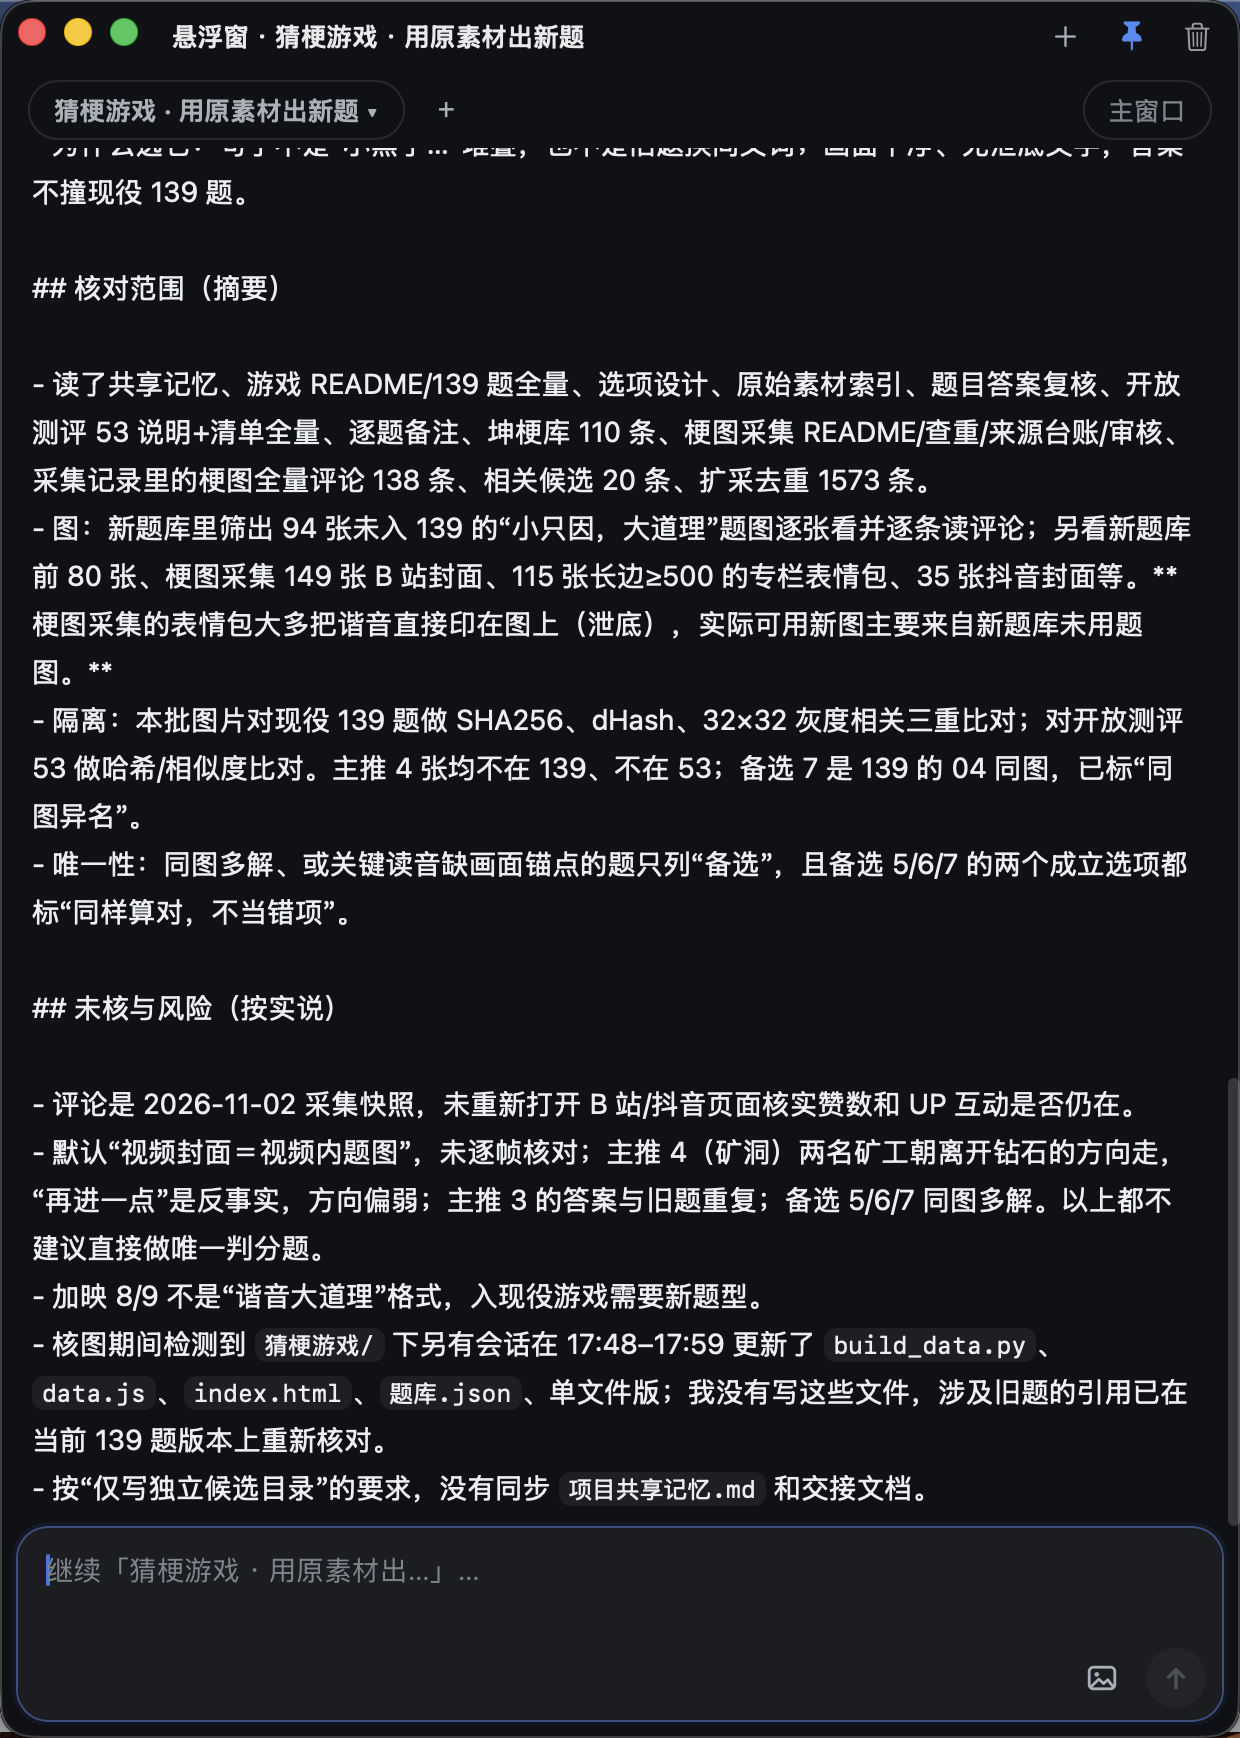 悬浮窗 · 猜梗游戏 · 用原素材出新题
猜梗游戏 · 用原素材出新题 ▾
+
主窗口
不撞现役 139 题。
## 核对范围（摘要）
- 读了共享记忆、游戏 README/139 题全量、选项设计、原始素材索引、题目答案复核、开放
测评 53 说明+清单全量、逐题备注、坤梗库 110 条、梗图采集 README/查重/来源台账/审核、
采集记录里的梗图全量评论 138 条、相关候选 20 条、扩采去重 1573 条。
- 图：新题库里筛出 94 张未入 139 的“小只因，大道理”题图逐张看并逐条读评论；另看新题库
前 80 张、梗图采集 149 张 B 站封面、115 张长边≥500 的专栏表情包、35 张抖音封面等。**
梗图采集的表情包大多把谐音直接印在图上（泄底），实际可用新图主要来自新题库未用题
图。**
- 隔离：本批图片对现役 139 题做 SHA256、dHash、32×32 灰度相关三重比对；对开放测评
53 做哈希/相似度比对。主推 4 张均不在 139、不在 53；备选 7 是 139 的 04 同图，已标“同
图异名”。
- 唯一性：同图多解、或关键读音缺画面锚点的题只列“备选”，且备选 5/6/7 的两个成立选项都
标“同样算对，不当错项”。
## 未核与风险（按实说）
- 评论是 2026-11-02 采集快照，未重新打开 B 站/抖音页面核实赞数和 UP 互动是否仍在。
- 默认“视频封面＝视频内题图”，未逐帧核对；主推 4（矿洞）两名矿工朝离开钻石的方向走，
“再进一点”是反事实，方向偏弱；主推 3 的答案与旧题重复；备选 5/6/7 同图多解。以上都不
建议直接做唯一判分题。
- 加映 8/9 不是“谐音大道理”格式，入现役游戏需要新题型。
- 核图期间检测到 猜梗游戏/ 下另有会话在 17:48–17:59 更新了 build_data.py、
data.js、index.html、题库.json、单文件版；我没有写这些文件，涉及旧题的引用已在
当前 139 题版本上重新核对。
- 按“仅写独立候选目录”的要求，没有同步 项目共享记忆.md 和交接文档。
继续「猜梗游戏 · 用原素材出...」...